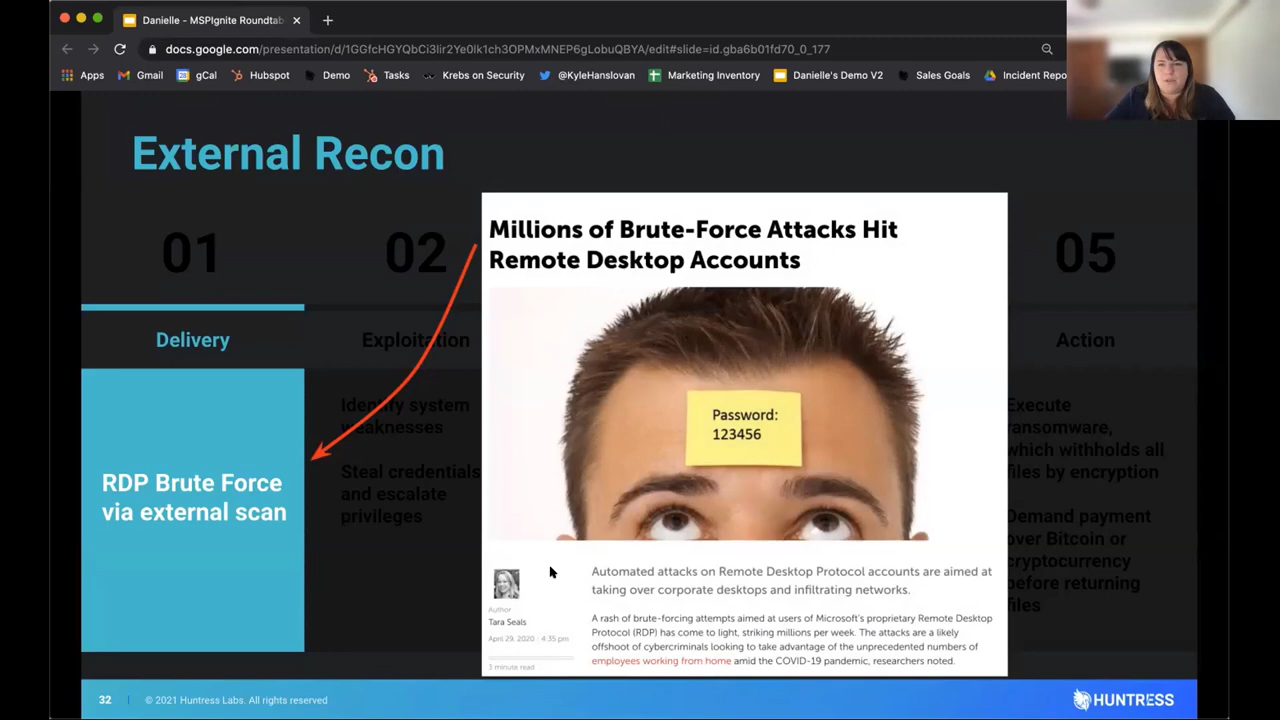 Danielle - MSPIgnite Roundtab
docs.google.com/presentation/d/1GGfcHGYQbCi3lir2Ye0lk1ch3OPMxMNEP6gLobuQBYA/edit#slide=id.gba6b01fd70_0_177
Apps Gmail gCal Hubspot Demo Tasks Krebs on Security @KyleHanslovan Marketing Inventory Danielle's Demo V2 Sales Goals Incident Repo
External Recon
01
02
05
Delivery
Exploitation
Action
RDP Brute Force
via external scan
Identify system
weaknesses
Steal credentials
and escalate
privileges
Millions of Brute-Force Attacks Hit
Remote Desktop Accounts
Password:
123456
Author
Tara Seals
April 29, 2020 4:35 pm
3 minute read
Automated attacks on Remote Desktop Protocol accounts are aimed at
taking over corporate desktops and infiltrating networks.
A rash of brute-forcing attempts aimed at users of Microsoft's proprietary Remote Desktop
Protocol (RDP) has come to light, striking millions per week. The attacks are a likely
offshoot of cybercriminals looking to take advantage of the unprecedented numbers of
employees working from home amid the COVID-19 pandemic, researchers noted.
Execute
ransomware,
which withholds all
files by encryption
Demand payment
over Bitcoin or
cryptocurrency
before returning
files
32 | © 2021 Huntress Labs. All rights reserved
HUNTRESS